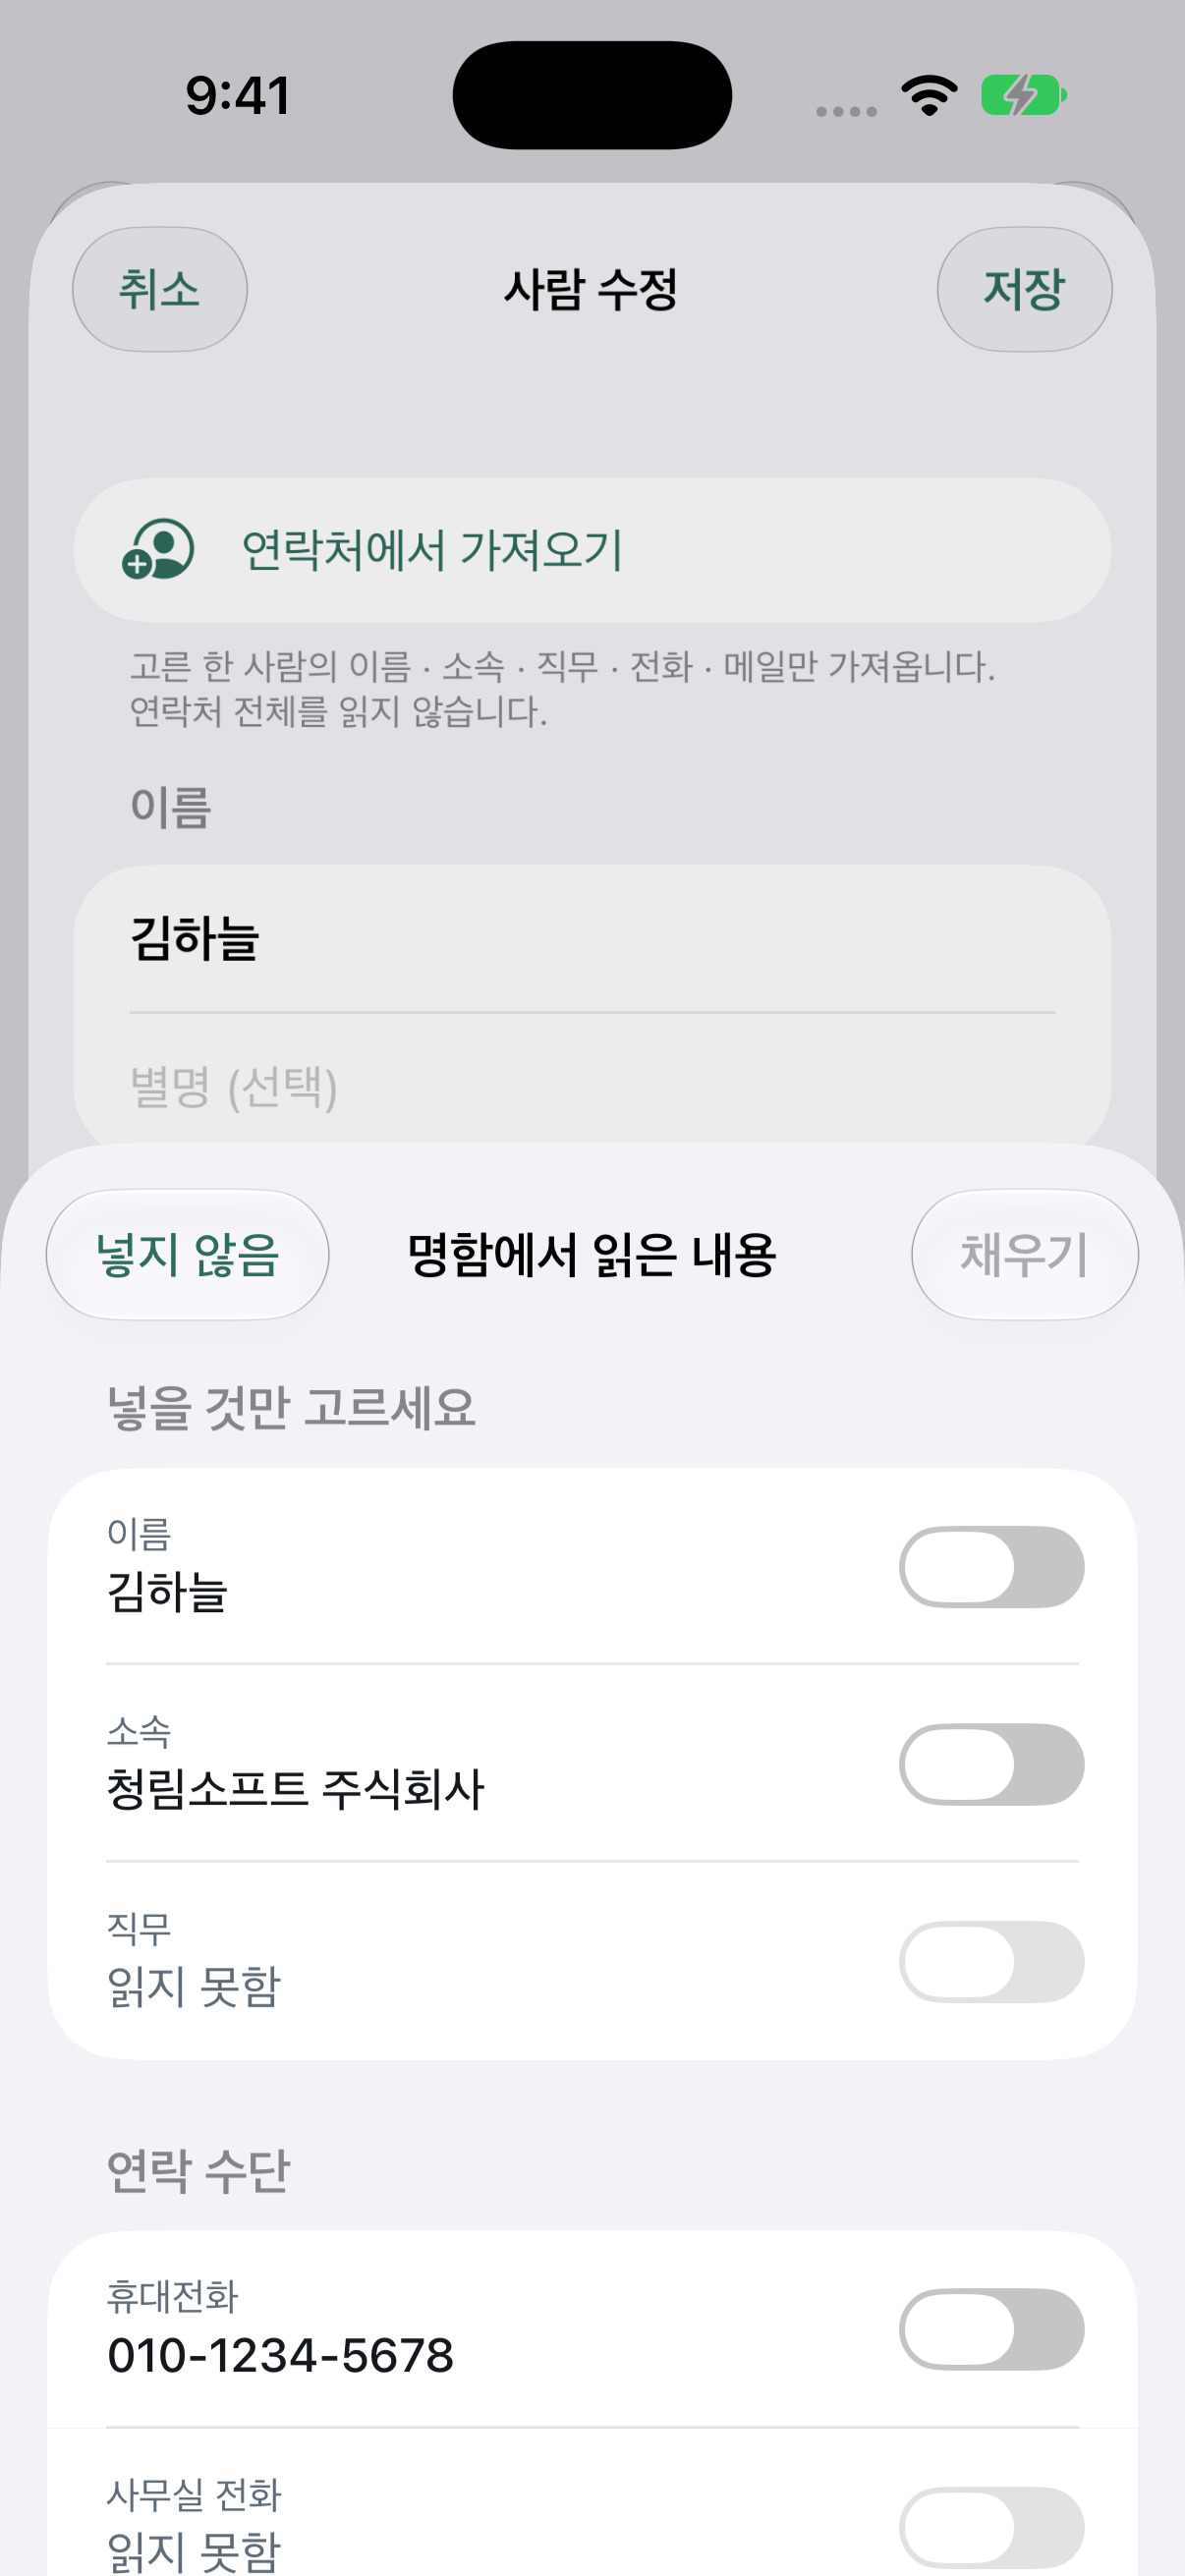 9:41
취소
사람 수정
저장
연락처에서 가져오기
고른 한 사람의 이름 · 소속 · 직무 · 전화 · 메일만 가져옵니다.
연락처 전체를 읽지 않습니다.
이름
김하늘
별명 (선택)
넣지 않음
명함에서 읽은 내용
채우기
넣을 것만 고르세요
이름
김하늘
소속
청림소프트 주식회사
직무
읽지 못함
연락 수단
휴대전화
010-1234-5678
사무실 전화
읽지 못함